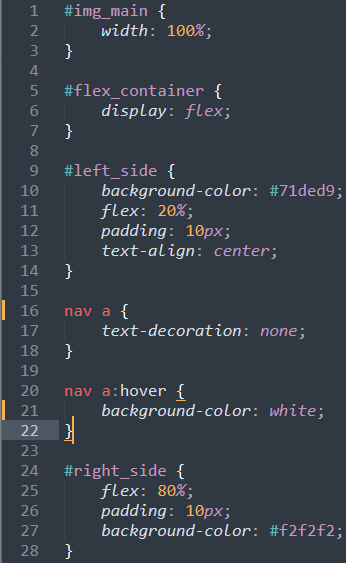 1 #img_main {
2     width: 100%;
3 }
4
5 #flex_container {
6     display: flex;
7 }
8
9 #left_side {
10     background-color: #71ded9;
11     flex: 20%;
12     padding: 10px;
13     text-align: center;
14 }
15
16 nav a {
17     text-decoration: none;
18 }
19
20 nav a:hover {
21     background-color: white;
22 }
23
24 #right_side {
25     flex: 80%;
26     padding: 10px;
27     background-color: #f2f2f2;
28 }